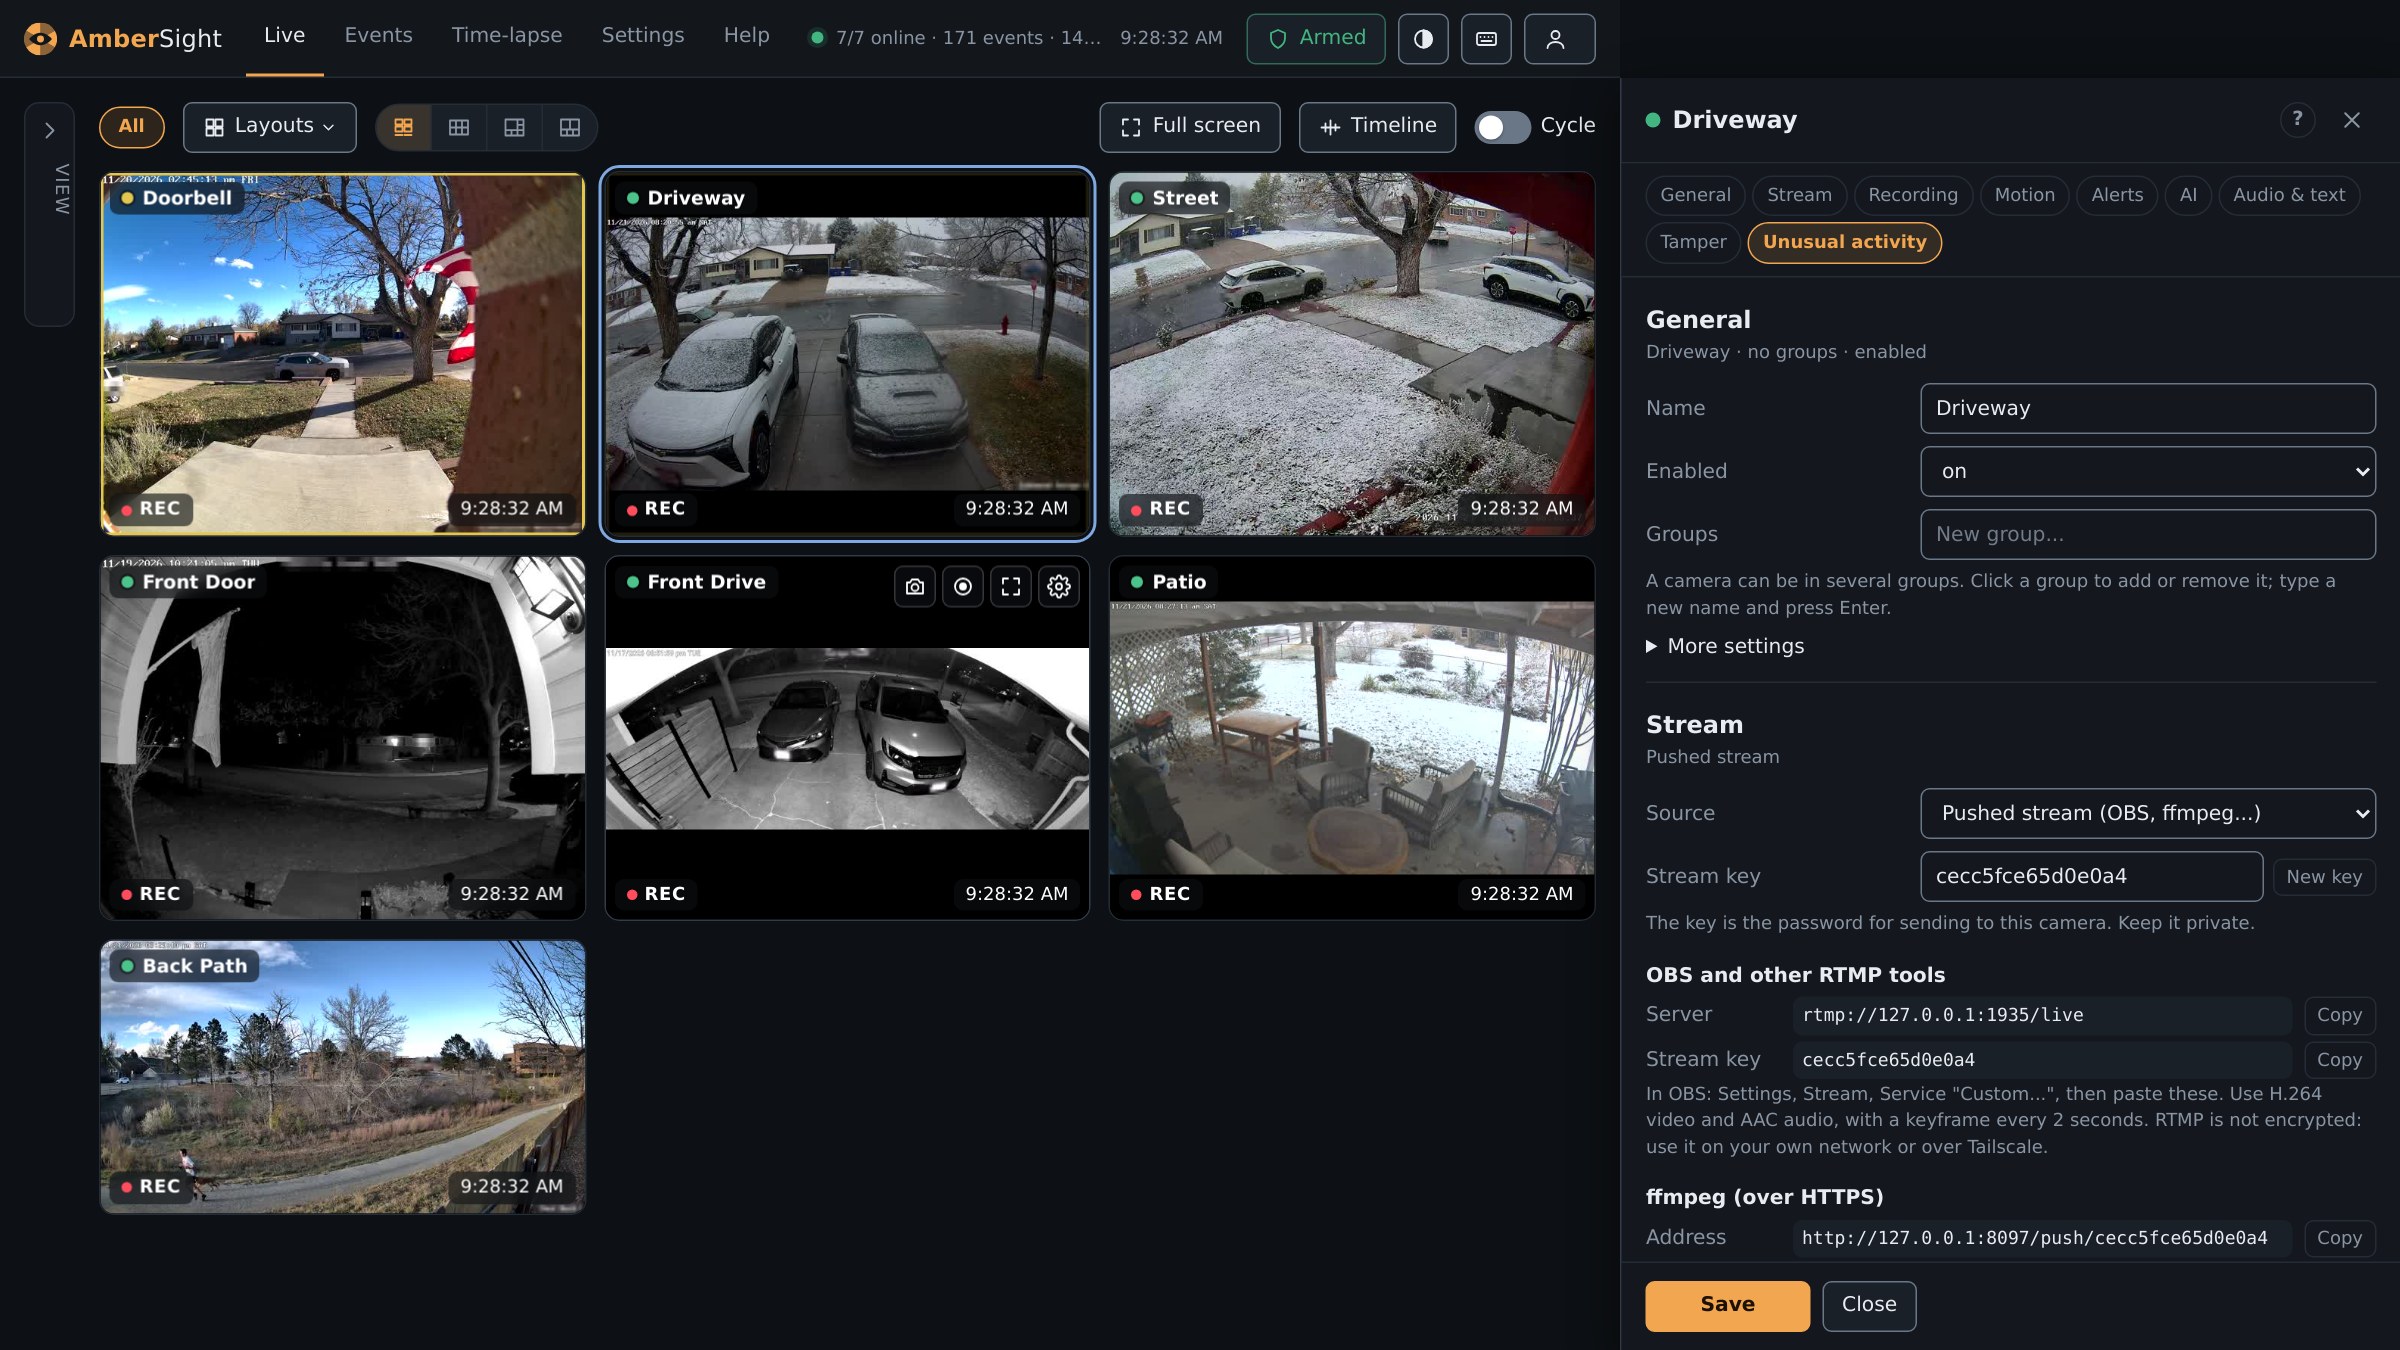 AmberSight
Live
Events
Time-lapse
Settings
Help
7/7 online · 171 events · 14...
9:28:32 AM
Armed
VIEW
All
Layouts
Full screen
Timeline
Cycle
11/20/2026 02:45:13 pm FRI
Doorbell
REC
9:28:32 AM
Driveway
REC
9:28:32 AM
Street
REC
9:28:32 AM
Front Door
REC
9:28:32 AM
Front Drive
REC
9:28:32 AM
Patio
REC
9:28:32 AM
Back Path
REC
9:28:32 AM
Driveway
?
General
Stream
Recording
Motion
Alerts
AI
Audio & text
Tamper
Unusual activity
General
Driveway · no groups · enabled
Name
Driveway
Enabled
on
Groups
New group...
A camera can be in several groups. Click a group to add or remove it; type a
new name and press Enter.
More settings
Stream
Pushed stream
Source
Pushed stream (OBS, ffmpeg...)
Stream key
cecc5fce65d0e0a4
New key
The key is the password for sending to this camera. Keep it private.
OBS and other RTMP tools
Server
rtmp://127.0.0.1:1935/live
Copy
Stream key
cecc5fce65d0e0a4
Copy
In OBS: Settings, Stream, Service "Custom...", then paste these. Use H.264
video and AAC audio, with a keyframe every 2 seconds. RTMP is not encrypted:
use it on your own network or over Tailscale.
ffmpeg (over HTTPS)
Address
http://127.0.0.1:8097/push/cecc5fce65d0e0a4
Copy
Save
Close